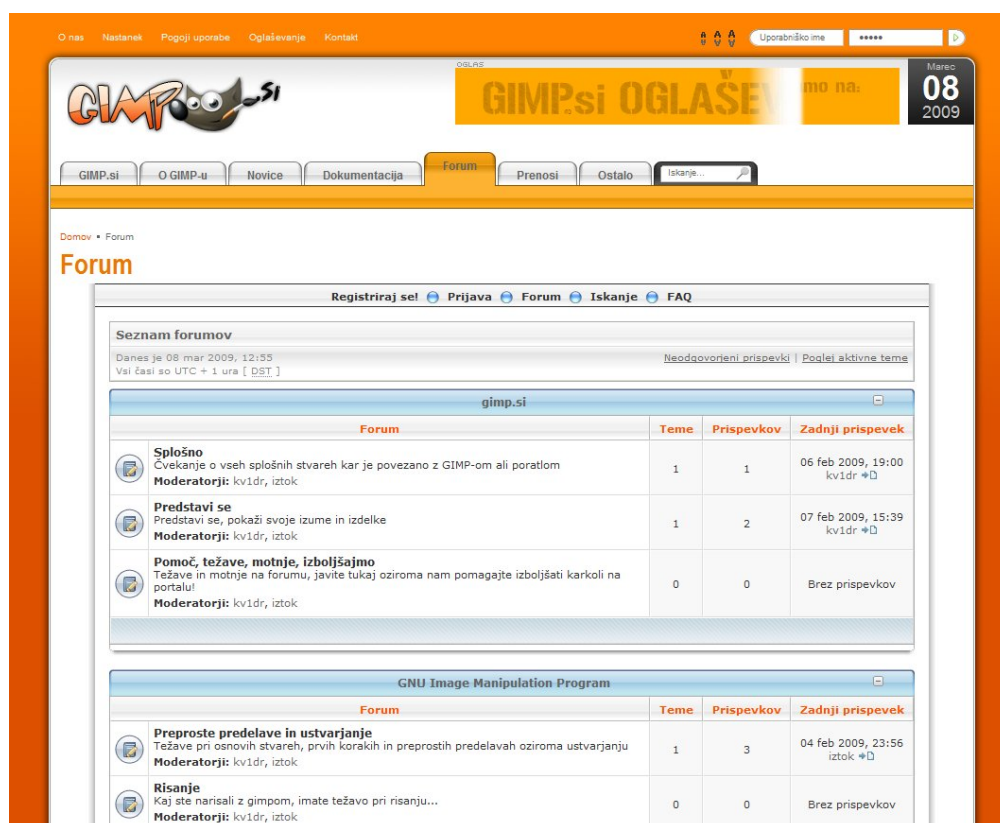 O nas Nastanek Pogoji uporabe Oglaševanje Kontakt
A A A
Uporabniško ime •••••
GIMP.SI
OGLAS
GIMP.si OGLAŠEV mo na:
Marec
08
2009
GIMP.si O GIMP-u Novice Dokumentacija Forum Prenosi Ostalo Iskanje...
Domov • Forum
Forum
Registriraj se! Prijava Forum Iskanje FAQ
Seznam forumov
Danes je 08 mar 2009, 12:55
Vsi časi so UTC + 1 ura [ DST ]
Neodgovorjeni prispevki | Poglej aktivne teme
gimp.si
Forum Teme Prispevkov Zadnji prispevek
Splošno
Čvekanje o vseh splošnih stvareh kar je povezano z GIMP-om ali poratlom
Moderatorji: kv1dr, iztok
1 1 06 feb 2009, 19:00
kv1dr
Predstavi se
Predstavi se, pokaži svoje izume in izdelke
Moderatorji: kv1dr, iztok
1 2 07 feb 2009, 15:39
kv1dr
Pomoč, težave, motnje, izboljšajmo
Težave in motnje na forumu, javite tukaj oziroma nam pomagajte izboljšati karkoli na
portalu!
Moderatorji: kv1dr, iztok
0 0 Brez prispevkov
GNU Image Manipulation Program
Forum Teme Prispevkov Zadnji prispevek
Preproste predelave in ustvarjanje
Težave pri osnovih stvareh, prvih korakih in preprostih predelavah oziroma ustvarjanju
Moderatorji: kv1dr, iztok
1 3 04 feb 2009, 23:56
iztok
Risanje
Kaj ste narisali z gimpom, imate težavo pri risanju...
Moderatorji: kv1dr, iztok
0 0 Brez prispevkov